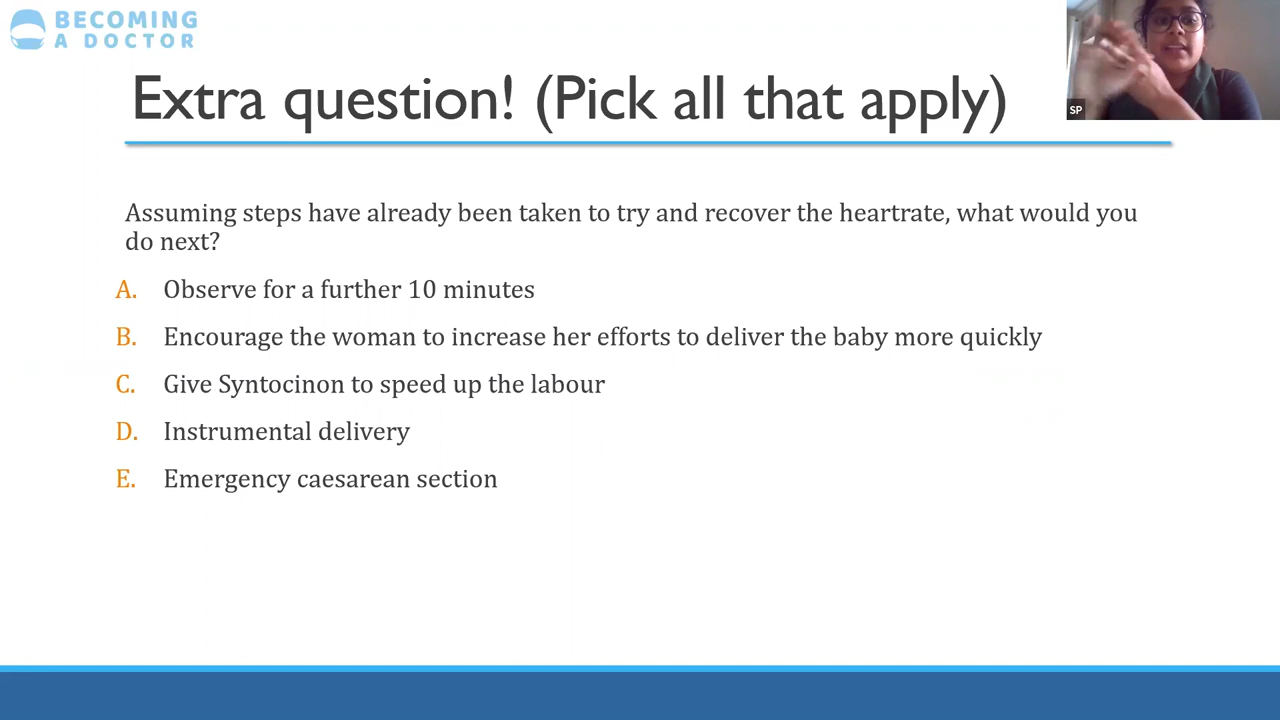 BECOMING
A DOCTOR
Extra question! (Pick all that apply)
SP
Assuming steps have already been taken to try and recover the heartrate, what would you
do next?
A. Observe for a further 10 minutes
B. Encourage the woman to increase her efforts to deliver the baby more quickly
C. Give Syntocinon to speed up the labour
D. Instrumental delivery
E. Emergency caesarean section